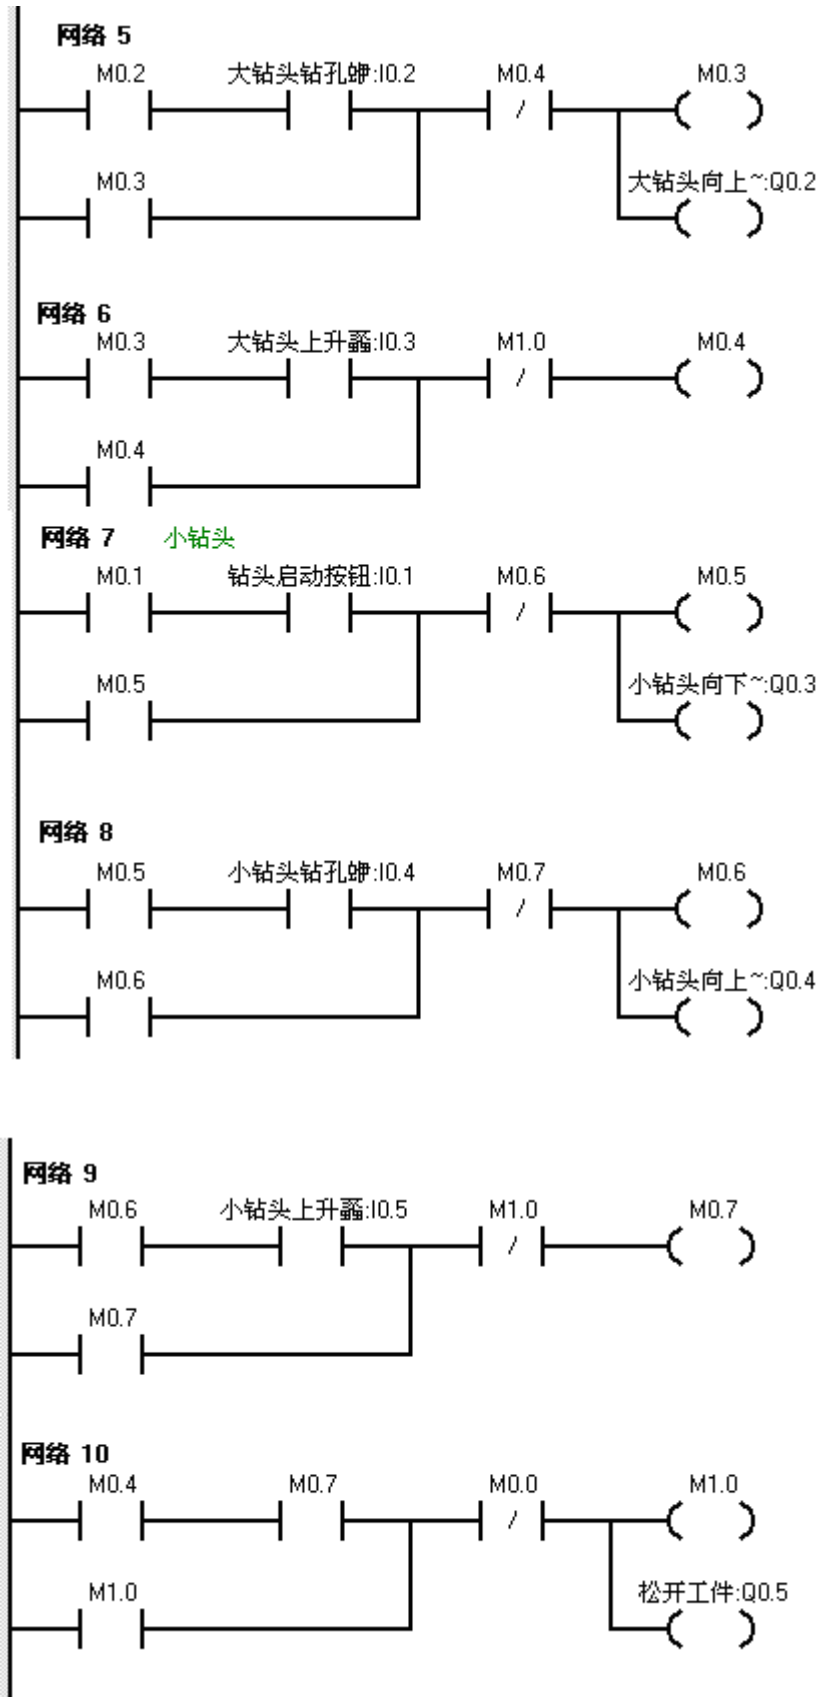 网络 5
M0.2 大钻头钻孔:I0.2 M0.4 M0.3
/
M0.3 大钻头向上~:Q0.2
网络 6
M0.3 大钻头上升:I0.3 M1.0 M0.4
/
M0.4
网络 7 小钻头
M0.1 钻头启动按钮:I0.1 M0.6 M0.5
/
M0.5 小钻头向下~:Q0.3
网络 8
M0.5 小钻头钻孔:I0.4 M0.7 M0.6
/
M0.6 小钻头向上~:Q0.4
网络 9
M0.6 小钻头上升:I0.5 M1.0 M0.7
/
M0.7
网络 10
M0.4 M0.7 M0.0 M1.0
/
M1.0 松开工件:Q0.5